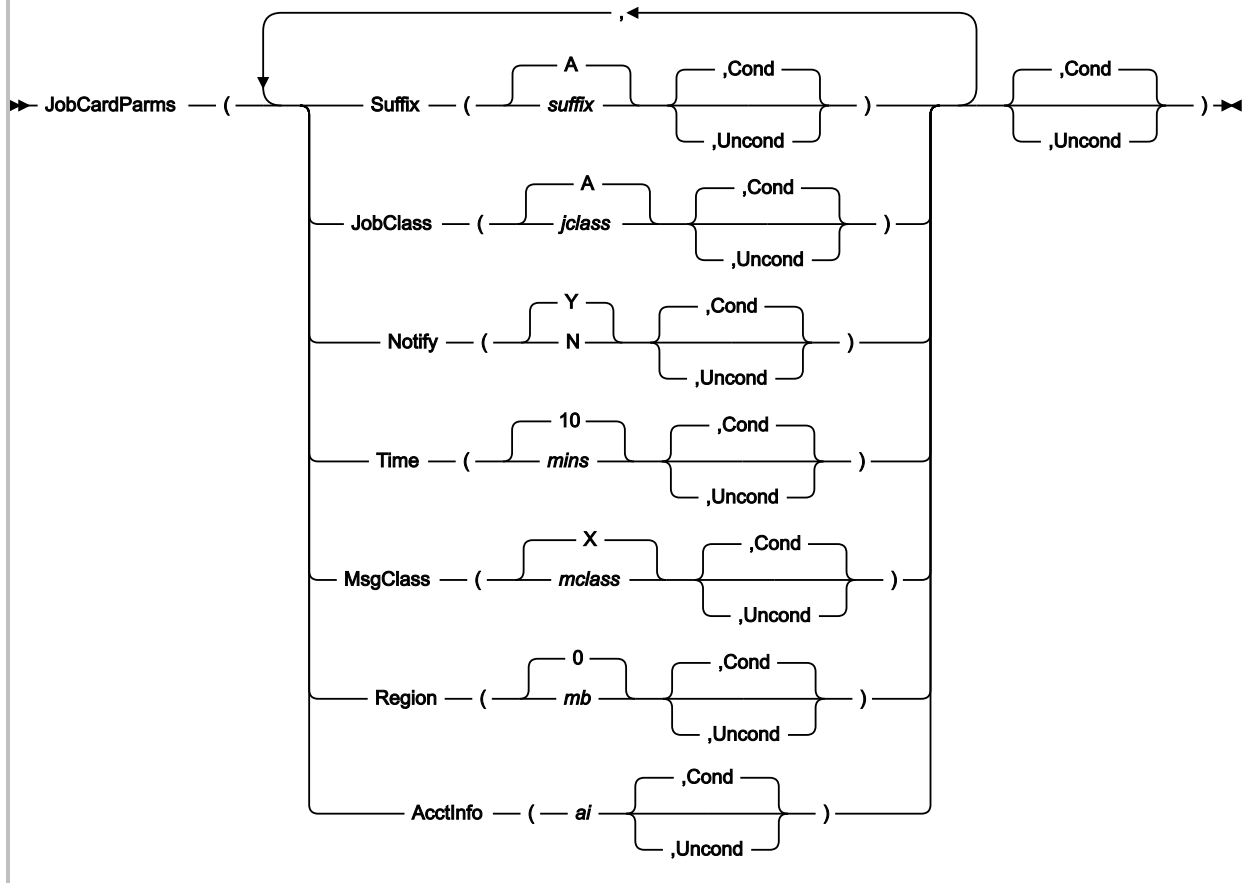 ,
A ,Cond ,Cond
JobCardParms ( Suffix ( suffix ) )
,Uncond ,Uncond
A ,Cond
JobClass ( jclass )
,Uncond
Y ,Cond
Notify ( N )
,Uncond
10 ,Cond
Time ( mins )
,Uncond
X ,Cond
MsgClass ( mclass )
,Uncond
0 ,Cond
Region ( mb )
,Uncond
,Cond
AcctInfo ( ai )
,Uncond